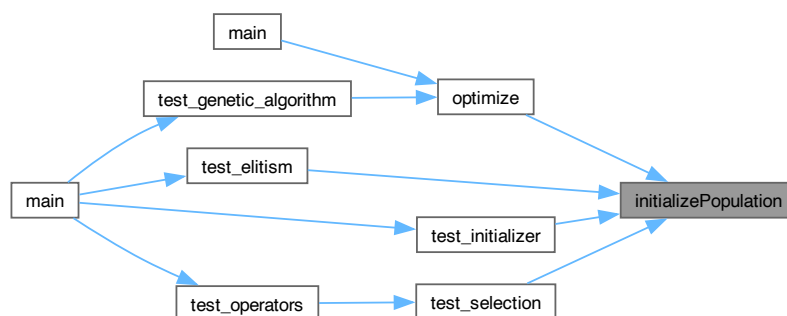 main
test_genetic_algorithm
optimize
test_elitism
main
initializePopulation
test_initializer
test_operators
test_selection